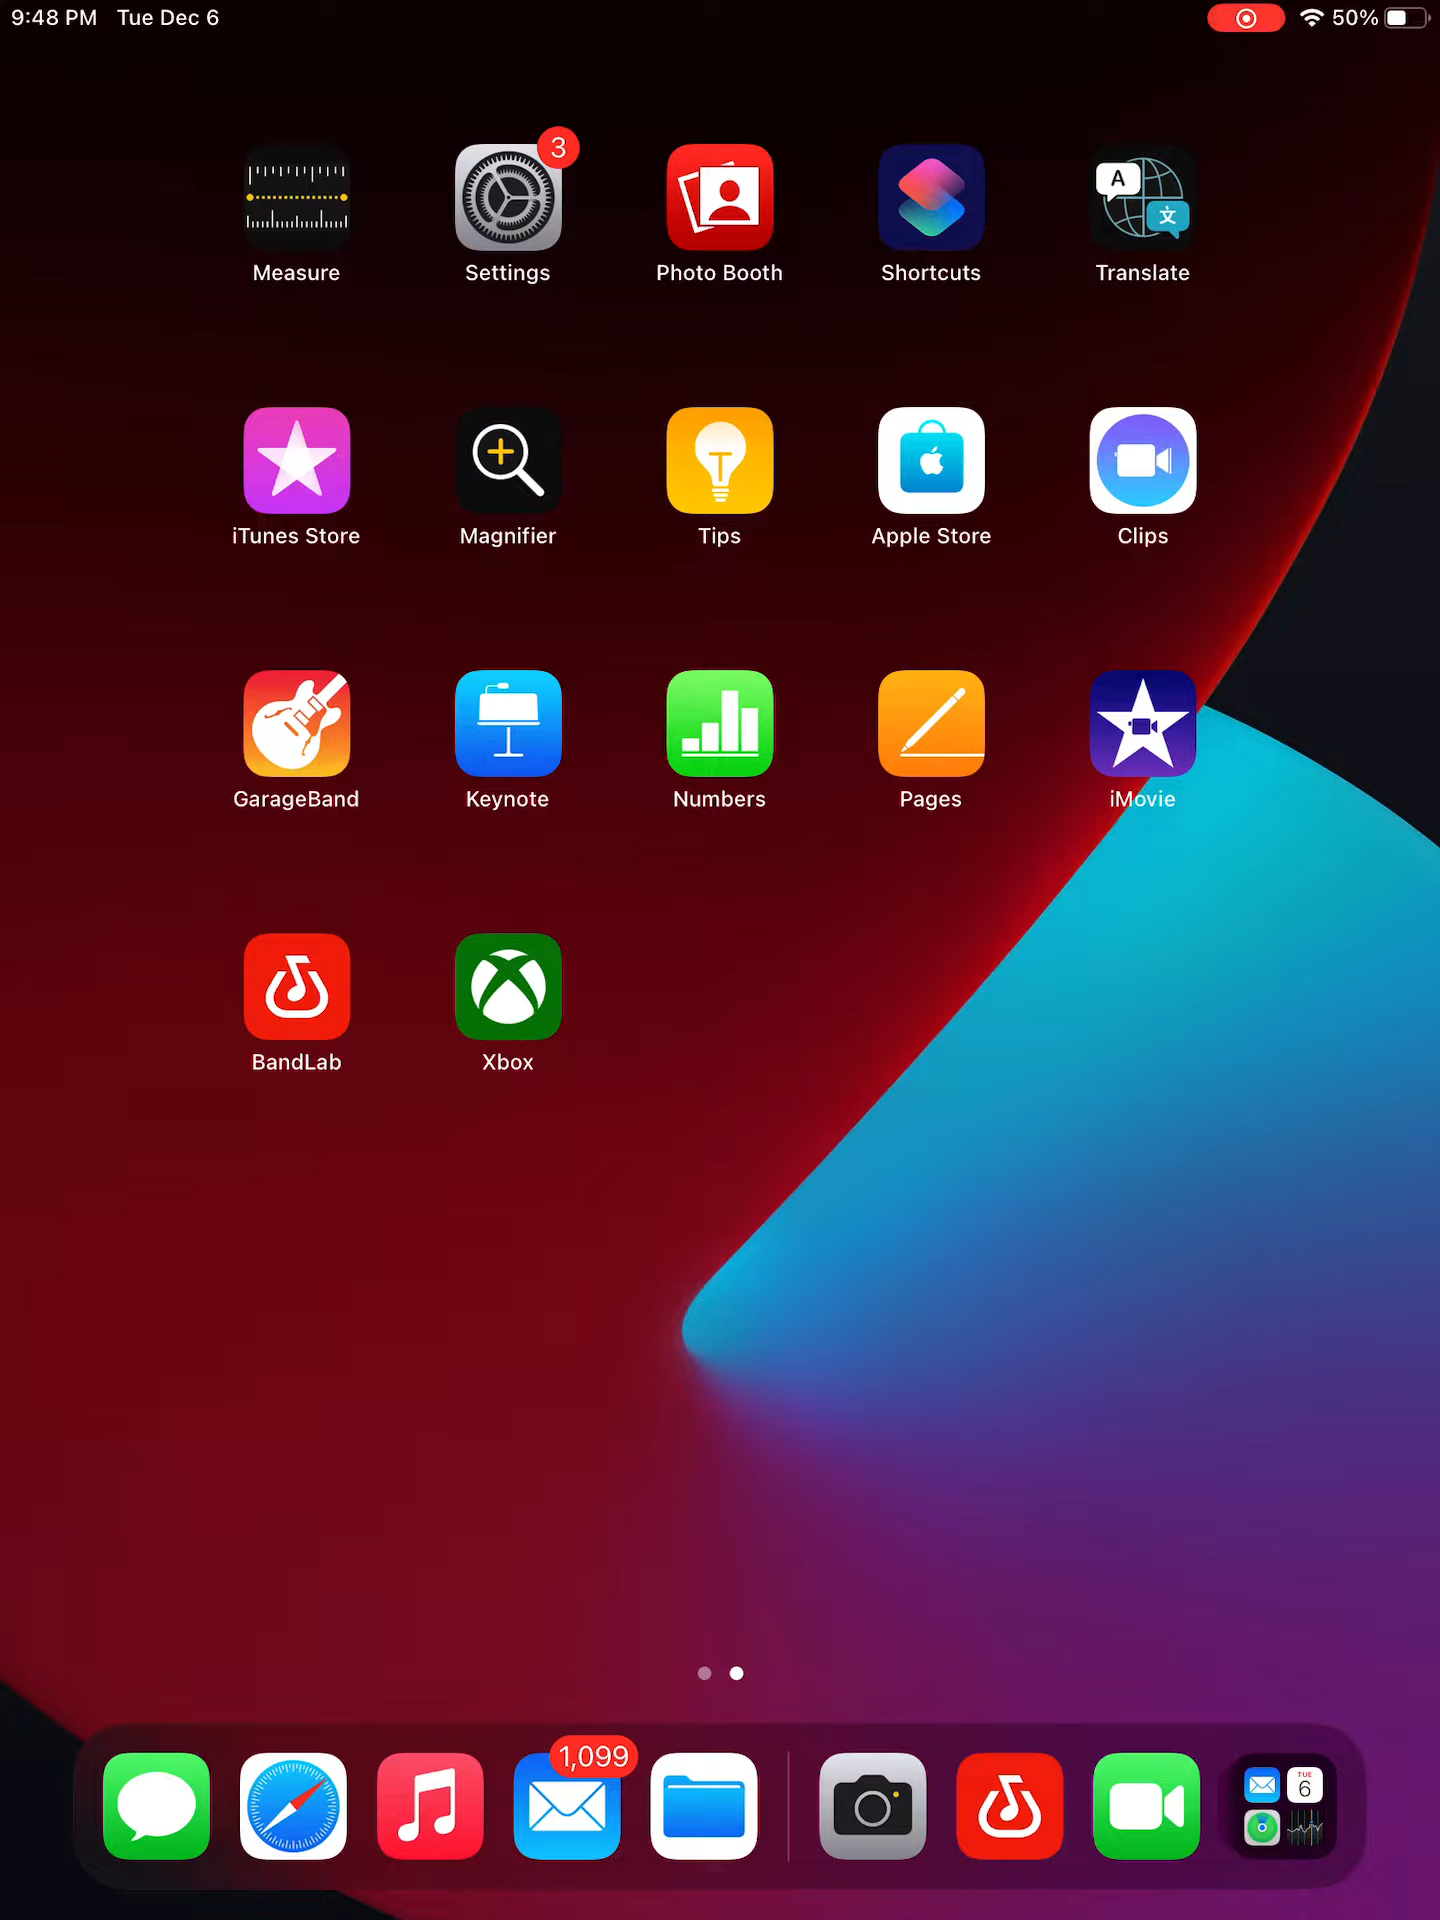 9:48 PM Tue Dec 6 50%
3
A
文
Measure Settings Photo Booth Shortcuts Translate
iTunes Store Magnifier Tips Apple Store Clips
GarageBand Keynote Numbers Pages iMovie
BandLab Xbox
1,099
TUE
6